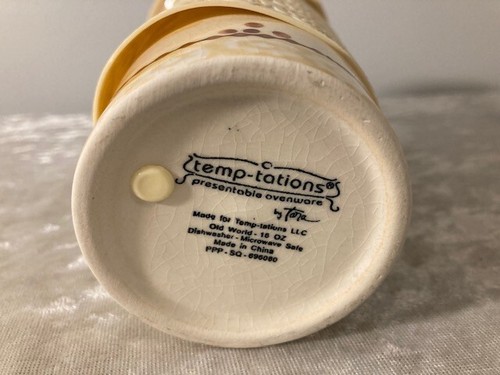 temp-tations®
presentable ovenware
by Tara
Made for Temp-tations LLC
Old World - 16 OZ
Dishwasher - Microwave Safe
Made in China
PPP - SQ - 696060